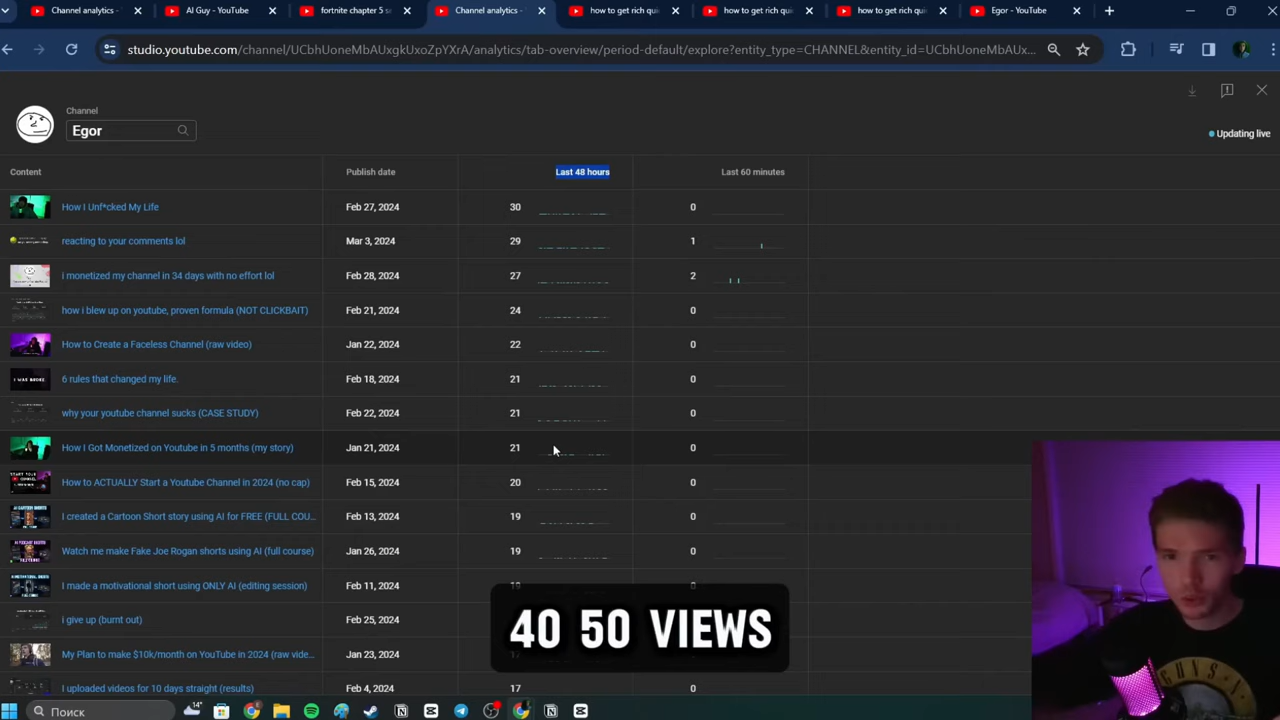 Channel analytics -
AI Guy - YouTube
fortnite chapter 5 s
Channel analytics -
how to get rich qui
how to get rich qu
how to get rich qui
Egor - YouTube
studio.youtube.com/channel/UCbhUoneMbAUxgkUxoZpYXrA/analytics/tab-overview/period-default/explore?entity_type=CHANNEL&entity_id=UCbhUoneMbAUx...
Channel
Egor
Updating live
Content Publish date Last 48 hours Last 60 minutes
How I Unf*cked My Life Feb 27, 2024 30 0
reacting to your comments lol Mar 3, 2024 29 1
i monetized my channel in 34 days with no effort lol Feb 28, 2024 27 2
how i blew up on youtube, proven formula (NOT CLICKBAIT) Feb 21, 2024 24 0
How to Create a Faceless Channel (raw video) Jan 22, 2024 22 0
6 rules that changed my life. Feb 18, 2024 21 0
why your youtube channel sucks (CASE STUDY) Feb 22, 2024 21 0
How I Got Monetized on Youtube in 5 months (my story) Jan 21, 2024 21 0
How to ACTUALLY Start a Youtube Channel in 2024 (no cap) Feb 15, 2024 20 0
I created a Cartoon Short story using AI for FREE (FULL COU... Feb 13, 2024 19 0
Watch me make Fake Joe Rogan shorts using AI (full course) Jan 26, 2024 19 0
I made a motivational short using ONLY AI (editing session) Feb 11, 2024
i give up (burnt out) Feb 25, 2024
My Plan to make $10k/month on YouTube in 2024 (raw vide... Jan 23, 2024
I uploaded videos for 10 days straight (results) Feb 4, 2024 17 0
40 50 VIEWS
14°
Поиск